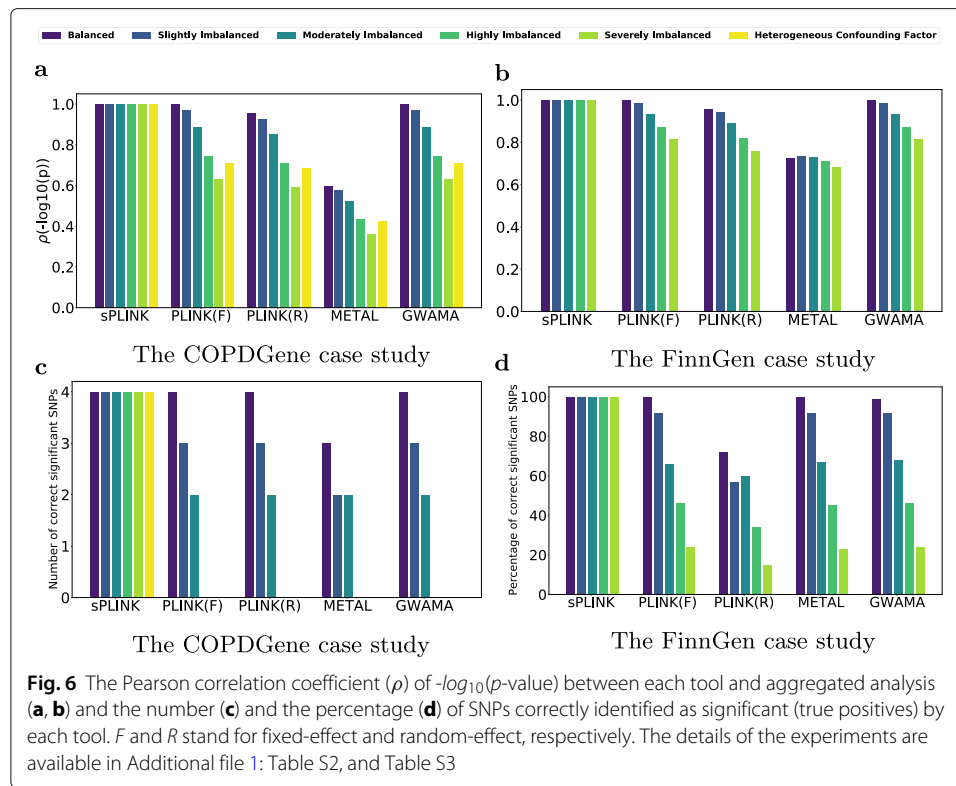 Balanced Slightly Imbalanced Moderately Imbalanced Highly Imbalanced Severely Imbalanced Heterogeneous Confounding Factor
a
ρ(-log10(p))
1.0
0.8
0.6
0.4
0.2
0.0
sPLINK PLINK(F) PLINK(R) METAL GWAMA
The COPDGene case study
b
1.0
0.8
0.6
0.4
0.2
0.0
sPLINK PLINK(F) PLINK(R) METAL GWAMA
The FinnGen case study
c
Number of correct significant SNPs
4
3
2
1
0
sPLINK PLINK(F) PLINK(R) METAL GWAMA
The COPDGene case study
d
Percentage of correct significant SNPs
100
80
60
40
20
0
sPLINK PLINK(F) PLINK(R) METAL GWAMA
The FinnGen case study
Fig. 6 The Pearson correlation coefficient (ρ) of -log10(p-value) between each tool and aggregated analysis
(a, b) and the number (c) and the percentage (d) of SNPs correctly identified as significant (true positives) by
each tool. F and R stand for fixed-effect and random-effect, respectively. The details of the experiments are
available in Additional file 1: Table S2, and Table S3